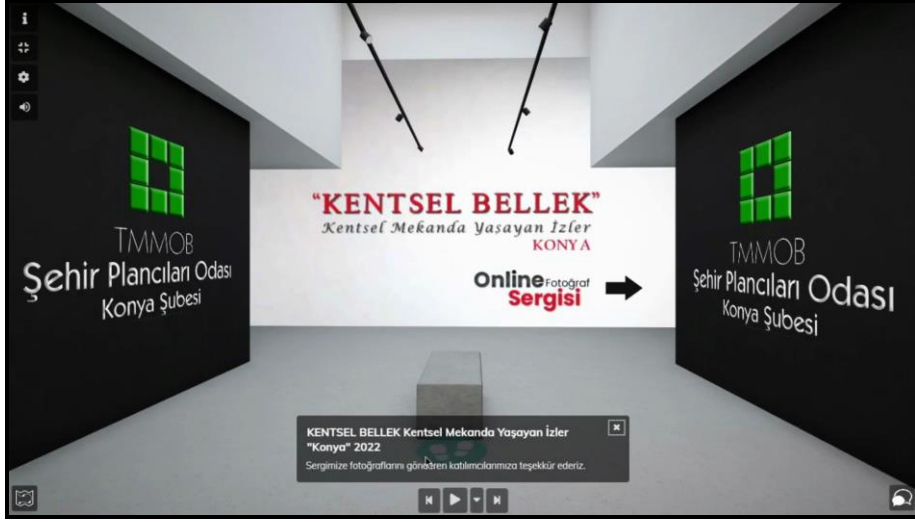 TMMOB
Şehir Plancıları Odası
Konya Şubesi
"KENTSEL BELLEK"
Kentsel Mekanda Yaşayan İzler
KONYA
Online Fotoğraf
Sergisi
TMMOB
Şehir Plancıları Odası
Konya Şubesi
KENTSEL BELLEK Kentsel Mekanda Yaşayan İzler
"Konya" 2022
Sergimize fotoğraflarını gönderen katılımcılarımıza teşekkür ederiz.